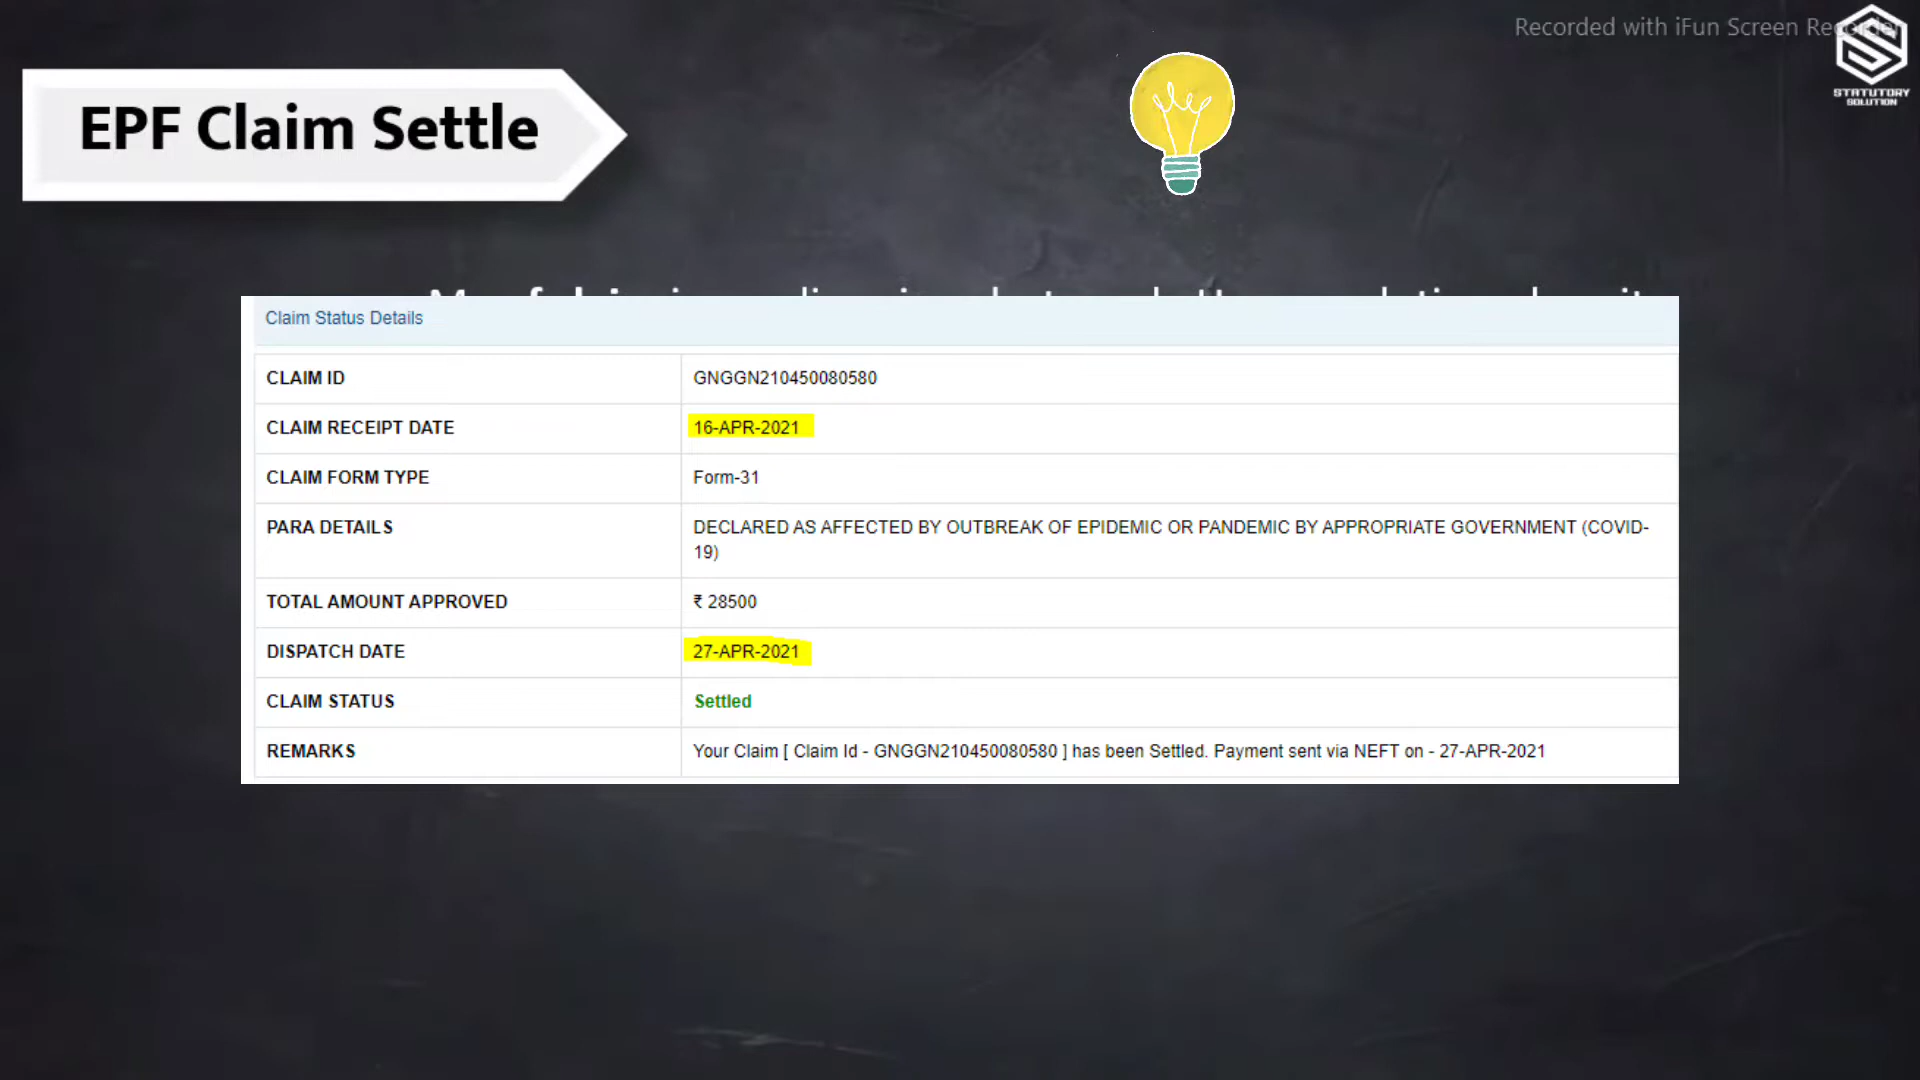 Recorded with iFun Screen Recorder
STATUTORY
SOLUTION
EPF Claim Settle
Claim Status Details
CLAIM ID GNGGN210450080580
CLAIM RECEIPT DATE 16-APR-2021
CLAIM FORM TYPE Form-31
PARA DETAILS DECLARED AS AFFECTED BY OUTBREAK OF EPIDEMIC OR PANDEMIC BY APPROPRIATE GOVERNMENT (COVID-
19)
TOTAL AMOUNT APPROVED ₹ 28500
DISPATCH DATE 27-APR-2021
CLAIM STATUS Settled
REMARKS Your Claim [ Claim Id - GNGGN210450080580 ] has been Settled. Payment sent via NEFT on - 27-APR-2021